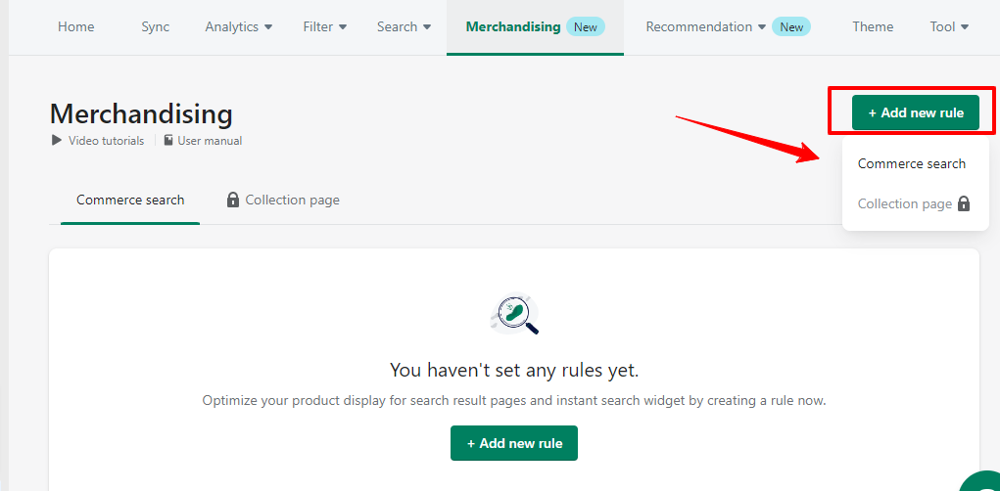 Home Sync Analytics Filter Search Merchandising New Recommendation New Theme Tool
Merchandising
+ Add new rule
Video tutorials User manual
Commerce search
Collection page
Commerce search Collection page
You haven't set any rules yet.
Optimize your product display for search result pages and instant search widget by creating a rule now.
+ Add new rule